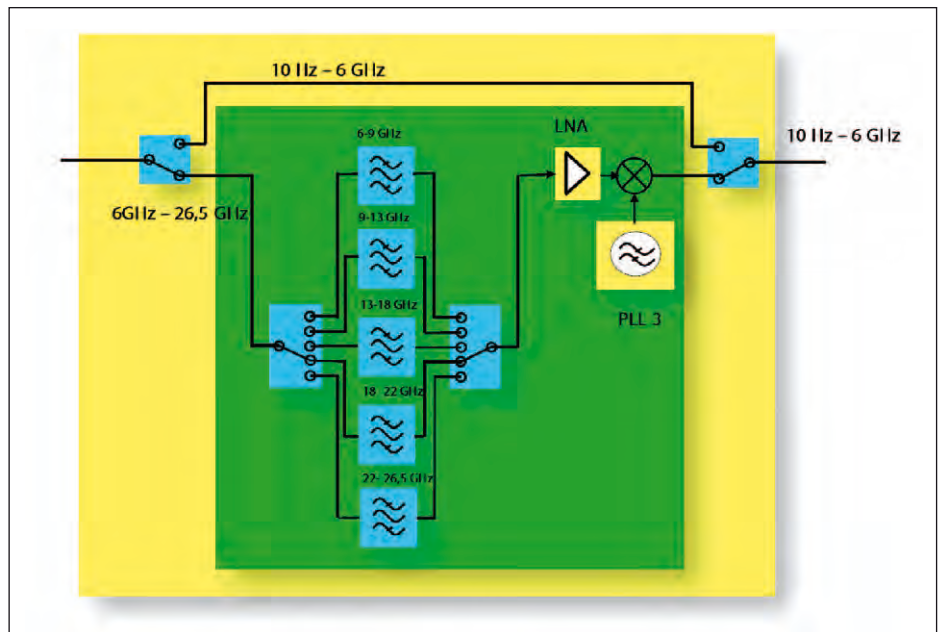 10 Hz – 6 GHz
6-9 GHz
LNA
10 Hz – 6 GHz
9-13 GHz
6GHz – 26,5 GHz
13-18 GHz
PLL 3
18- 22 GHz
22- 26,5 GHz